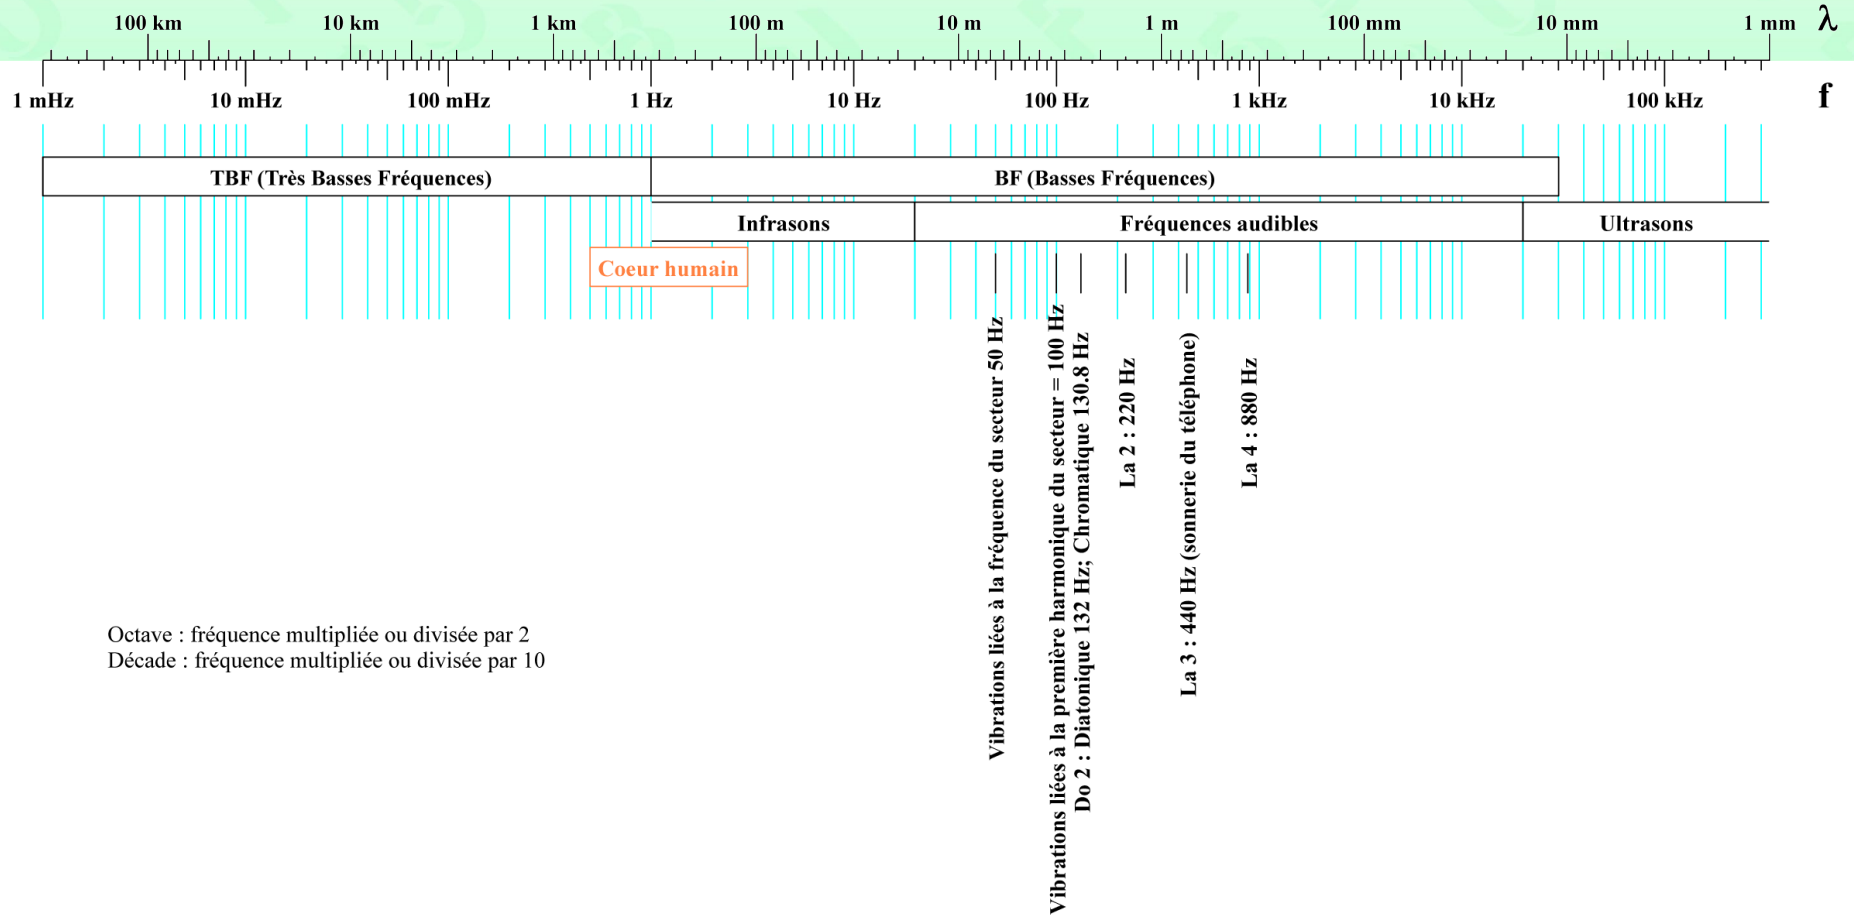 100 km 10 km 1 km 100 m 10 m 1 m 100 mm 10 mm 1 mm λ
1 mHz 10 mHz 100 mHz 1 Hz 10 Hz 100 Hz 1 kHz 10 kHz 100 kHz f
TBF (Très Basses Fréquences) BF (Basses Fréquences)
Infrasons Fréquences audibles Ultrasons
Coeur humain
Vibrations liées à la fréquence du secteur 50 Hz
Vibrations liées à la première harmonique du secteur = 100 Hz
Do 2 : Diatonique 132 Hz; Chromatique 130.8 Hz
La 2 : 220 Hz
La 3 : 440 Hz (sonnerie du téléphone)
La 4 : 880 Hz
Octave : fréquence multipliée ou divisée par 2
Décade : fréquence multipliée ou divisée par 10